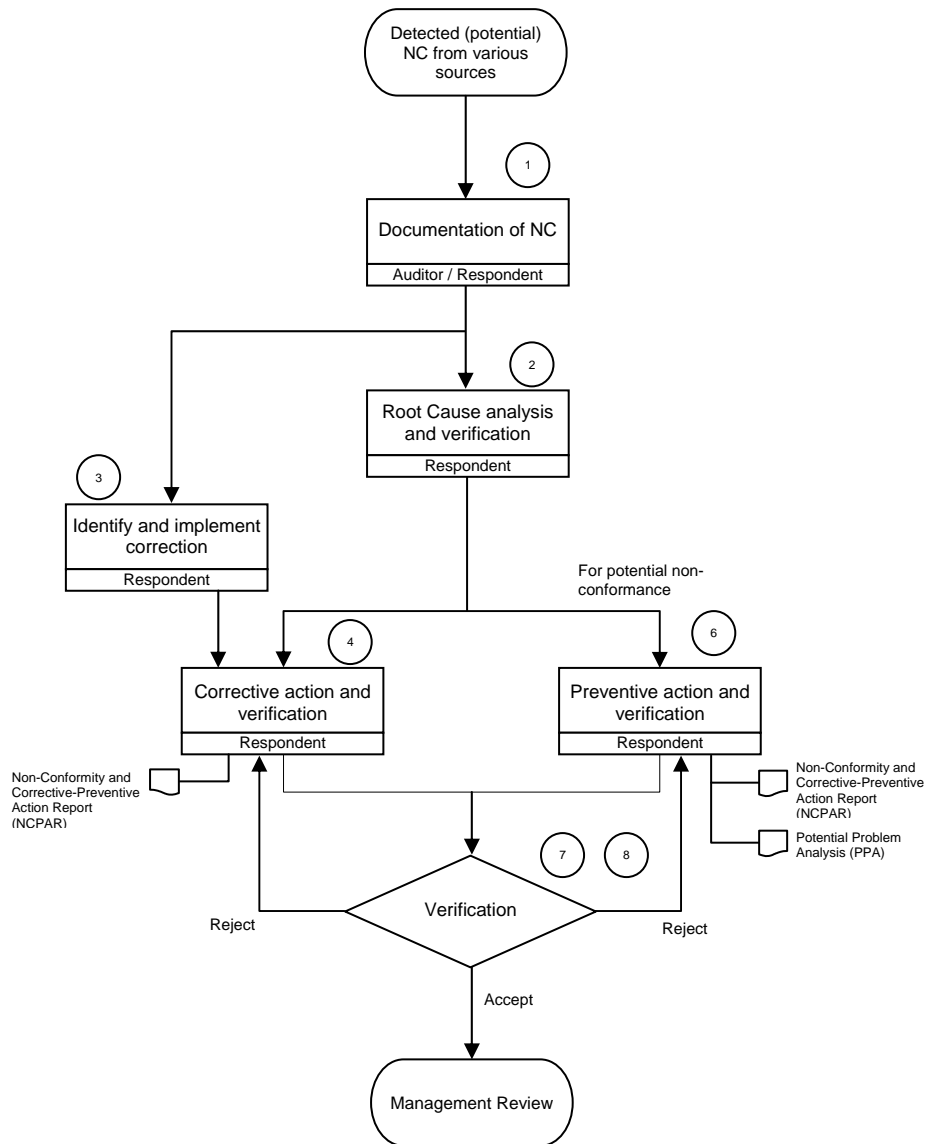 Detected (potential)
NC from various
sources
1
Documentation of NC
Auditor / Respondent
2
Root Cause analysis
and verification
Respondent
3
Identify and implement
correction
Respondent
For potential non-
conformance
4
Corrective action and
verification
Respondent
6
Preventive action and
verification
Respondent
Non-Conformity and
Corrective-Preventive
Action Report
(NCPAR)
Non-Conformity and
Corrective-Preventive
Action Report
(NCPAR)
Potential Problem
Analysis (PPA)
7
8
Verification
Reject
Reject
Accept
Management Review